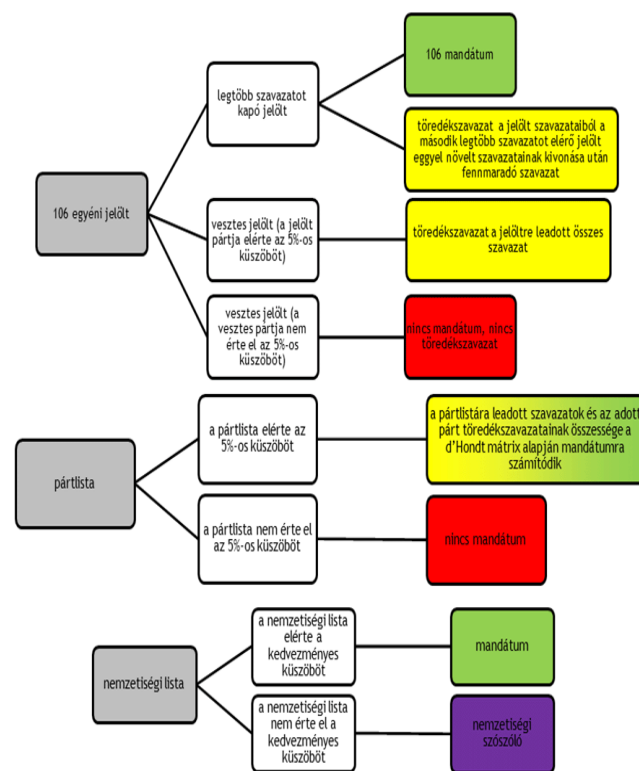 106 mandátum
legtöbb szavazatot
kapó jelölt
töredékszavazat a jelölt szavazataiból a
második legtöbb szavazatot elérő jelölt
eggyel növelt szavazatainak kivonása után
fennmaradó szavazat
106 egyéni jelölt
vesztes jelölt (a jelölt
pártja elérte az 5%-os
küszöböt)
töredékszavazat a jelöltre leadott összes
szavazat
vesztes jelölt (a
vesztes pártja nem
érte el az 5%-os
küszöböt)
nincs mandátum, nincs
töredékszavazat
a pártlista elérte az
5%-os küszöböt
a pártlistára leadott szavazatok és az adott
párt töredékszavazatainak összessége a
d'Hondt mátrix alapján mandátumra
számítódik
pártlista
a pártlista nem érte el
az 5%-os küszöböt
nincs mandátum
a nemzetiségi lista
elérte a
kedvezményes
küszöböt
mandátum
nemzetiségi lista
a nemzetiségi lista
nem érte el a
kedvezményes
küszöböt
nemzetiségi
szószóló